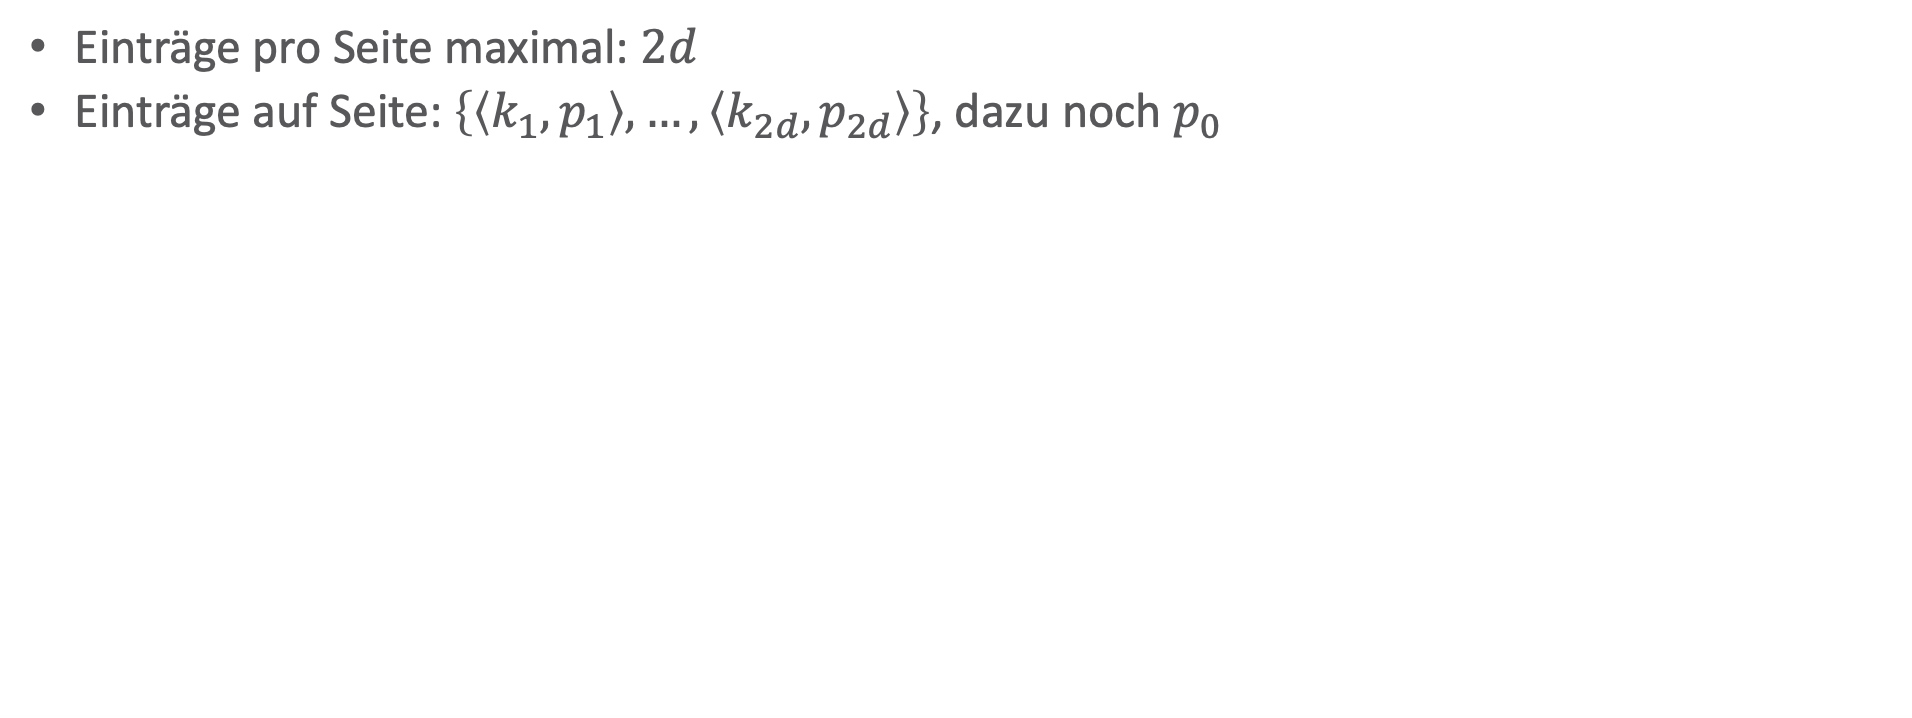 • Einträge pro Seite maximal: 2d
• Einträge auf Seite: {⟨k₁, p₁⟩, … , ⟨k₂d, p₂d⟩}, dazu noch p₀